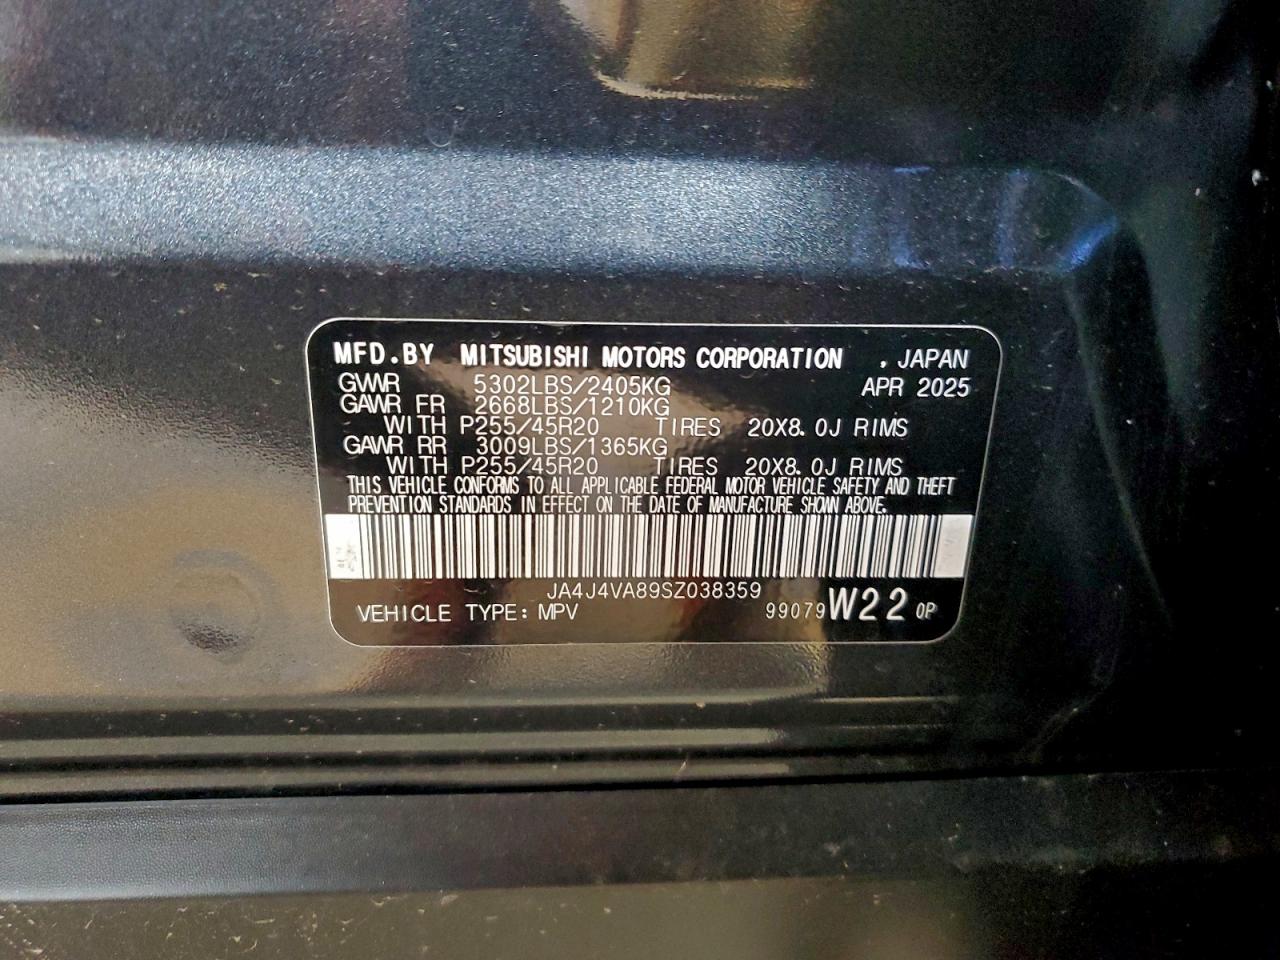 MFD.BY MITSUBISHI MOTORS CORPORATION , JAPAN
GVWR 5302LBS/2405KG APR 2025
GAWR FR 2668LBS/1210KG
WITH P255/45R20 TIRES 20X8.0J RIMS
GAWR RR 3009LBS/1365KG
WITH P255/45R20 TIRES 20X8.0J RIMS
THIS VEHICLE CONFORMS TO ALL APPLICABLE FEDERAL MOTOR VEHICLE SAFETY AND THEFT
PREVENTION STANDARDS IN EFFECT ON THE DATE OF MANUFACTURE SHOWN ABOVE.
JA4J4VA89SZ038359
VEHICLE TYPE: MPV 99079 W22 0P